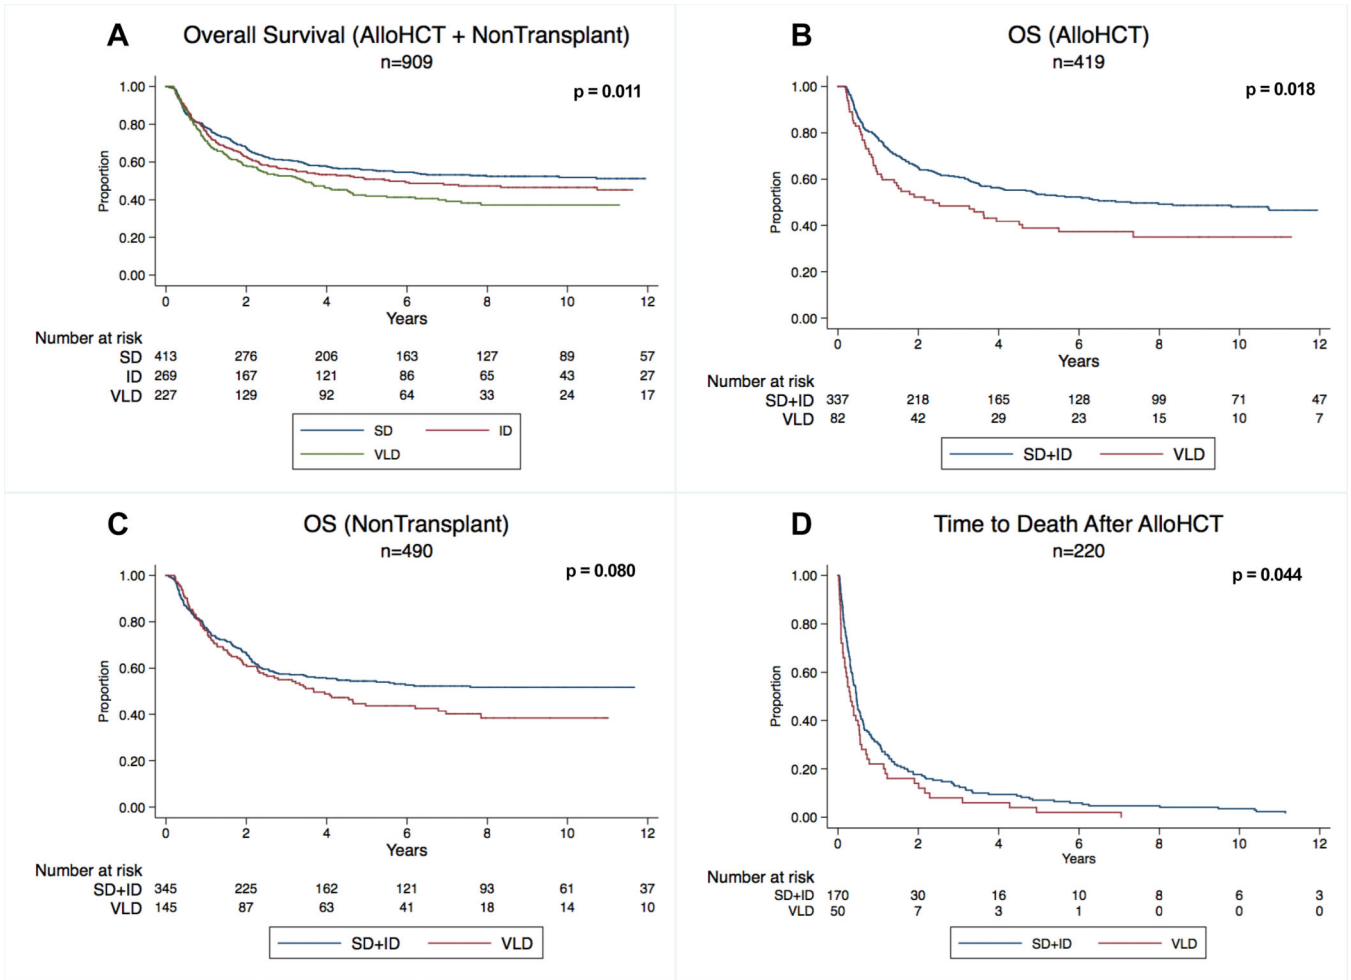 A
Overall Survival (AlloHCT + NonTransplant)
n=909
p = 0.011
1.00
0.80
0.60
0.40
0.20
0.00
Proportion
0 2 4 6 8 10 12
Years
Number at risk
SD 413 276 206 163 127 89 57
ID 269 167 121 86 65 43 27
VLD 227 129 92 64 33 24 17
SD ID
VLD
B
OS (AlloHCT)
n=419
p = 0.018
1.00
0.80
0.60
0.40
0.20
0.00
Proportion
0 2 4 6 8 10 12
Years
Number at risk
SD+ID 337 218 165 128 99 71 47
VLD 82 42 29 23 15 10 7
SD+ID VLD
C
OS (NonTransplant)
n=490
p = 0.080
1.00
0.80
0.60
0.40
0.20
0.00
Proportion
0 2 4 6 8 10 12
Years
Number at risk
SD+ID 345 225 162 121 93 61 37
VLD 145 87 63 41 18 14 10
SD+ID VLD
D
Time to Death After AlloHCT
n=220
p = 0.044
1.00
0.80
0.60
0.40
0.20
0.00
Proportion
0 2 4 6 8 10 12
Years
Number at risk
SD+ID 170 30 16 10 8 6 3
VLD 50 7 3 1 0 0 0
SD+ID VLD